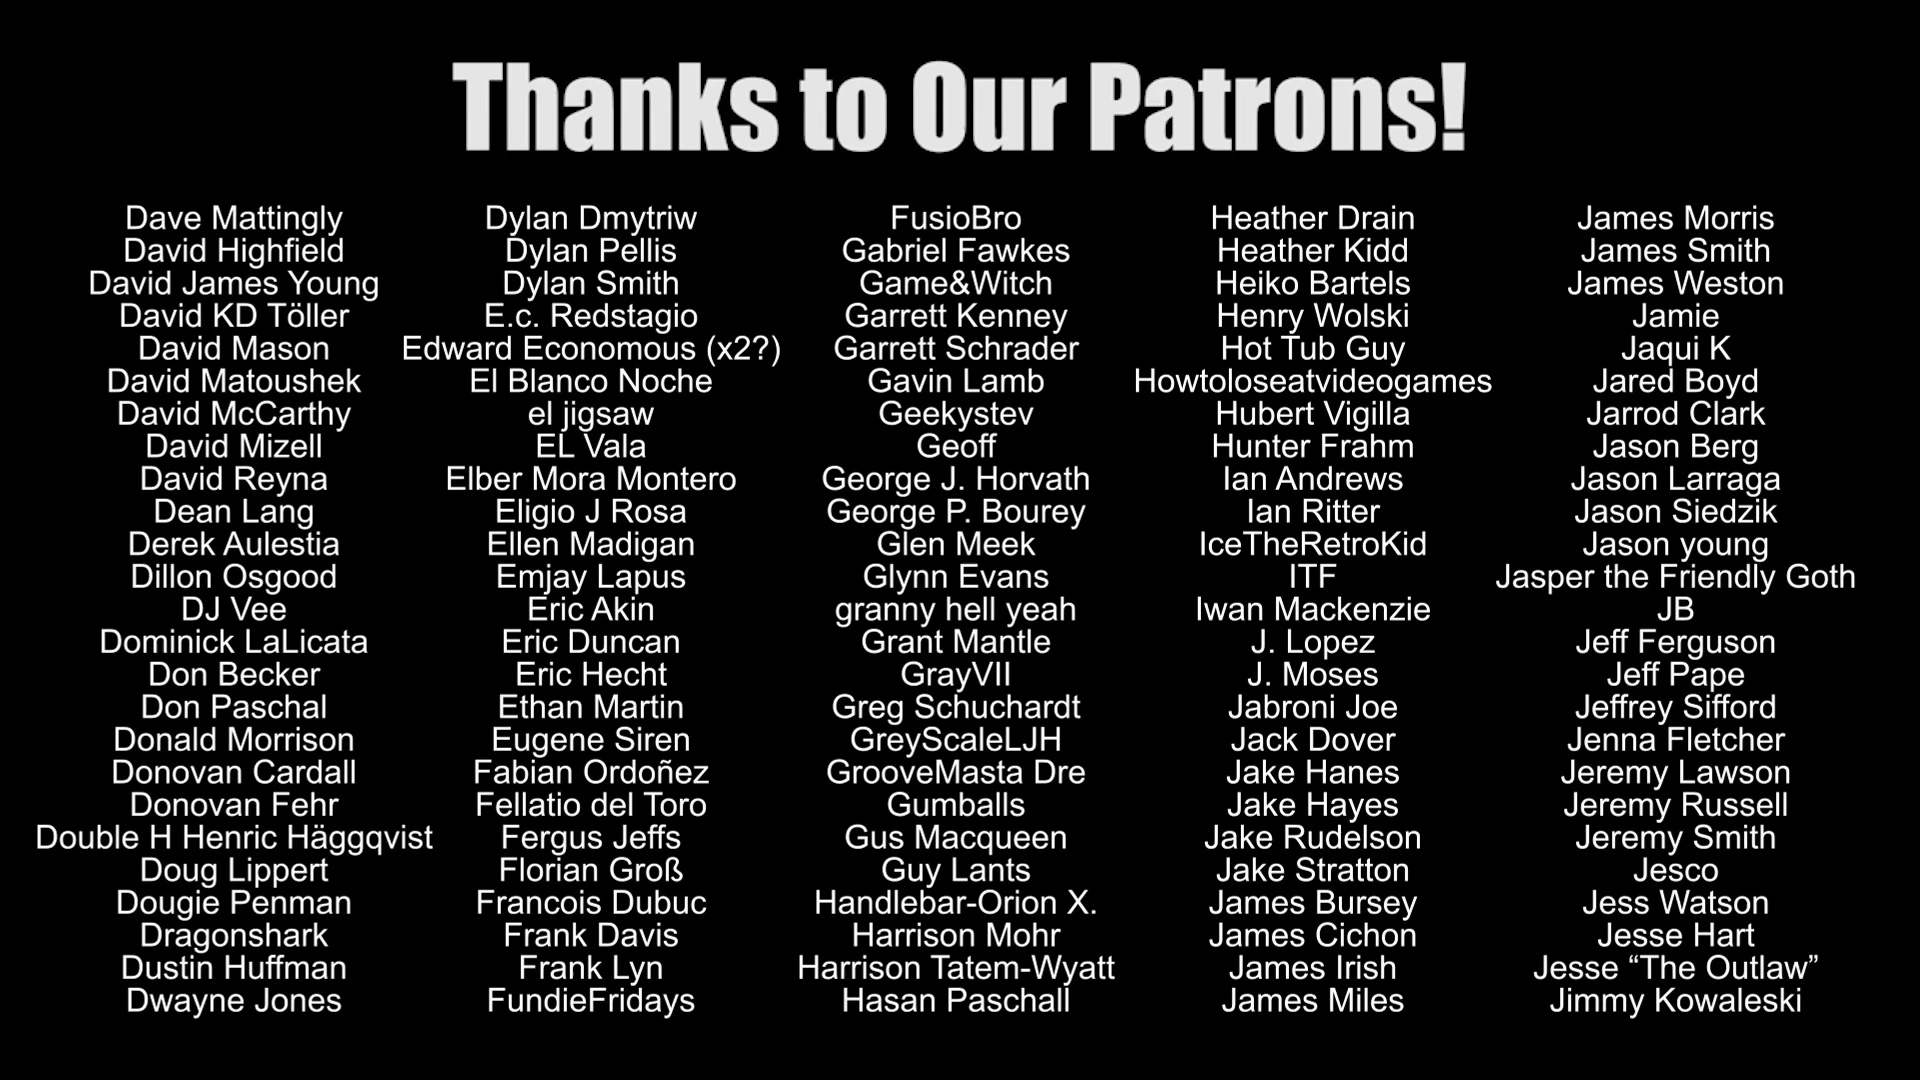 Thanks to Our Patrons!
Dave Mattingly
David Highfield
David James Young
David KD Töller
David Mason
David Matoushek
David McCarthy
David Mizell
David Reyna
Dean Lang
Derek Aulestia
Dillon Osgood
DJ Vee
Dominick LaLicata
Don Becker
Don Paschal
Donald Morrison
Donovan Cardall
Donovan Fehr
Double H Henric Häggqvist
Doug Lippert
Dougie Penman
Dragonshark
Dustin Huffman
Dwayne Jones
Dylan Dmytriw
Dylan Pellis
Dylan Smith
E.c. Redstagio
Edward Economous (x2?)
El Blanco Noche
el jigsaw
EL Vala
Elber Mora Montero
Eligio J Rosa
Ellen Madigan
Emjay Lapus
Eric Akin
Eric Duncan
Eric Hecht
Ethan Martin
Eugene Siren
Fabian Ordoñez
Fellatio del Toro
Fergus Jeffs
Florian Groß
Francois Dubuc
Frank Davis
Frank Lyn
FundieFridays
FusioBro
Gabriel Fawkes
Game&Witch
Garrett Kenney
Garrett Schrader
Gavin Lamb
Geekystev
Geoff
George J. Horvath
George P. Bourey
Glen Meek
Glynn Evans
granny hell yeah
Grant Mantle
GrayVII
Greg Schuchardt
GreyScaleLJH
GrooveMasta Dre
Gumballs
Gus Macqueen
Guy Lants
Handlebar-Orion X.
Harrison Mohr
Harrison Tatem-Wyatt
Hasan Paschall
Heather Drain
Heather Kidd
Heiko Bartels
Henry Wolski
Hot Tub Guy
Howtoloseatvideogames
Hubert Vigilla
Hunter Frahm
Ian Andrews
Ian Ritter
IceTheRetroKid
ITF
Iwan Mackenzie
J. Lopez
J. Moses
Jabroni Joe
Jack Dover
Jake Hanes
Jake Hayes
Jake Rudelson
Jake Stratton
James Bursey
James Cichon
James Irish
James Miles
James Morris
James Smith
James Weston
Jamie
Jaqui K
Jared Boyd
Jarrod Clark
Jason Berg
Jason Larraga
Jason Siedzik
Jason young
Jasper the Friendly Goth
JB
Jeff Ferguson
Jeff Pape
Jeffrey Sifford
Jenna Fletcher
Jeremy Lawson
Jeremy Russell
Jeremy Smith
Jesco
Jess Watson
Jesse Hart
Jesse “The Outlaw”
Jimmy Kowaleski